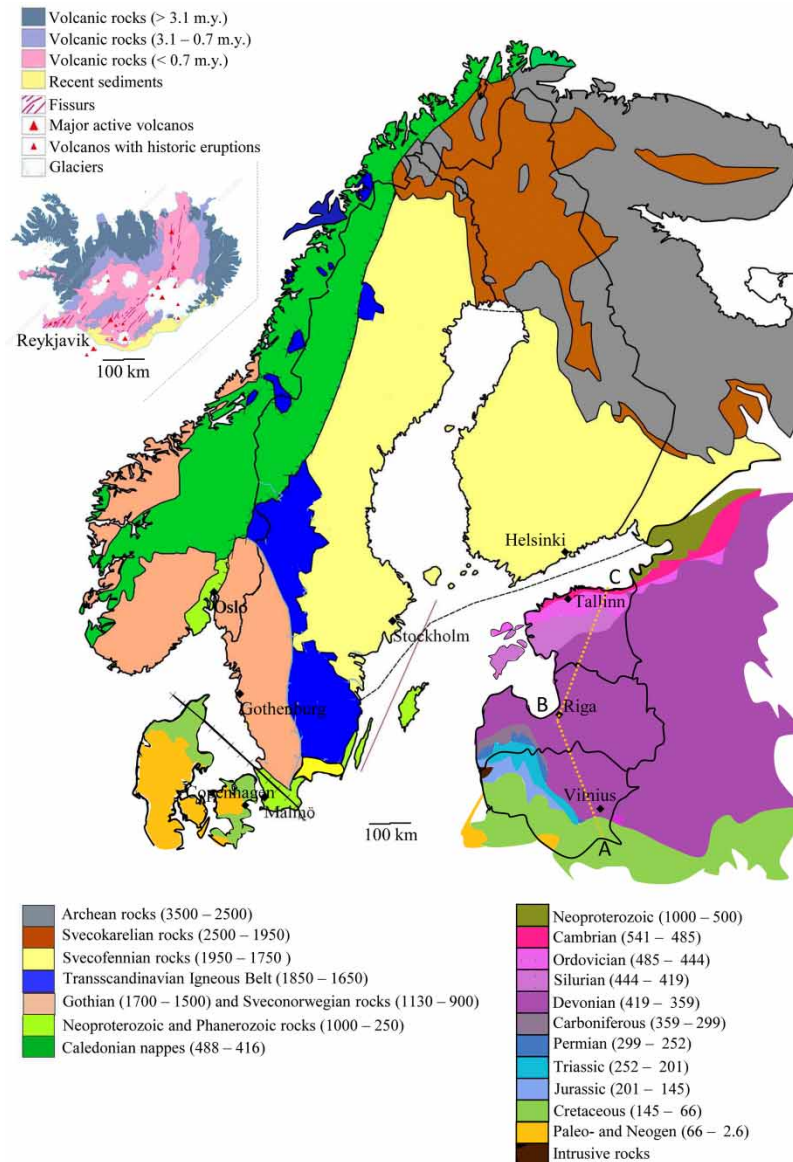 Volcanic rocks (> 3.1 m.y.)
Volcanic rocks (3.1 – 0.7 m.y.)
Volcanic rocks (< 0.7 m.y.)
Recent sediments
Fissurs
Major active volcanos
Volcanos with historic eruptions
Glaciers
Reykjavik
100 km
Helsinki
C
Tallinn
Oslo
Stockholm
Gothenburg
B
Riga
Copenhagen
Malmö
Vilnius
100 km
A
Archean rocks (3500 – 2500)
Svecokarelian rocks (2500 – 1950)
Svecofennian rocks (1950 – 1750 )
Transscandinavian Igneous Belt (1850 – 1650)
Gothian (1700 – 1500) and Sveconorwegian rocks (1130 – 900)
Neoproterozoic and Phanerozoic rocks (1000 – 250)
Caledonian nappes (488 – 416)
Neoproterozoic (1000 – 500)
Cambrian (541 – 485)
Ordovician (485 – 444)
Silurian (444 – 419)
Devonian (419 – 359)
Carboniferous (359 – 299)
Permian (299 – 252)
Triassic (252 – 201)
Jurassic (201 – 145)
Cretaceous (145 – 66)
Paleo- and Neogen (66 – 2.6)
Intrusive rocks